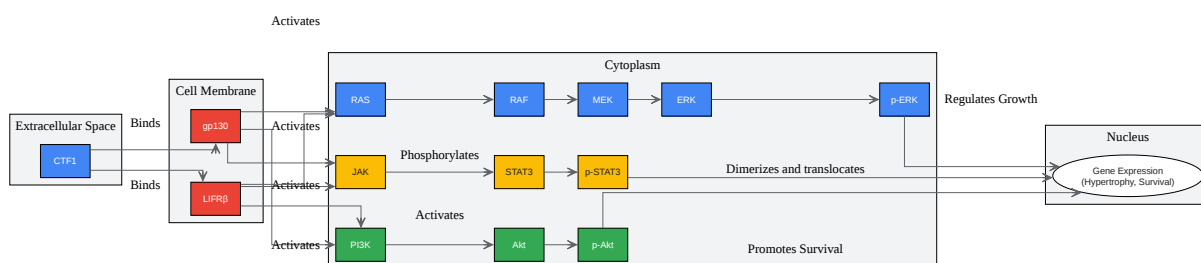 Activates
Cytoplasm
Cell Membrane
RAS
RAF
MEK
ERK
p-ERK
Regulates Growth
Extracellular Space
Binds
gp130
Activates
Nucleus
CTF1
Phosphorylates
JAK
STAT3
p-STAT3
Dimerizes and translocates
Gene Expression
(Hypertrophy, Survival)
Binds
LIFRβ
Activates
Activates
Activates
PI3K
Akt
p-Akt
Promotes Survival